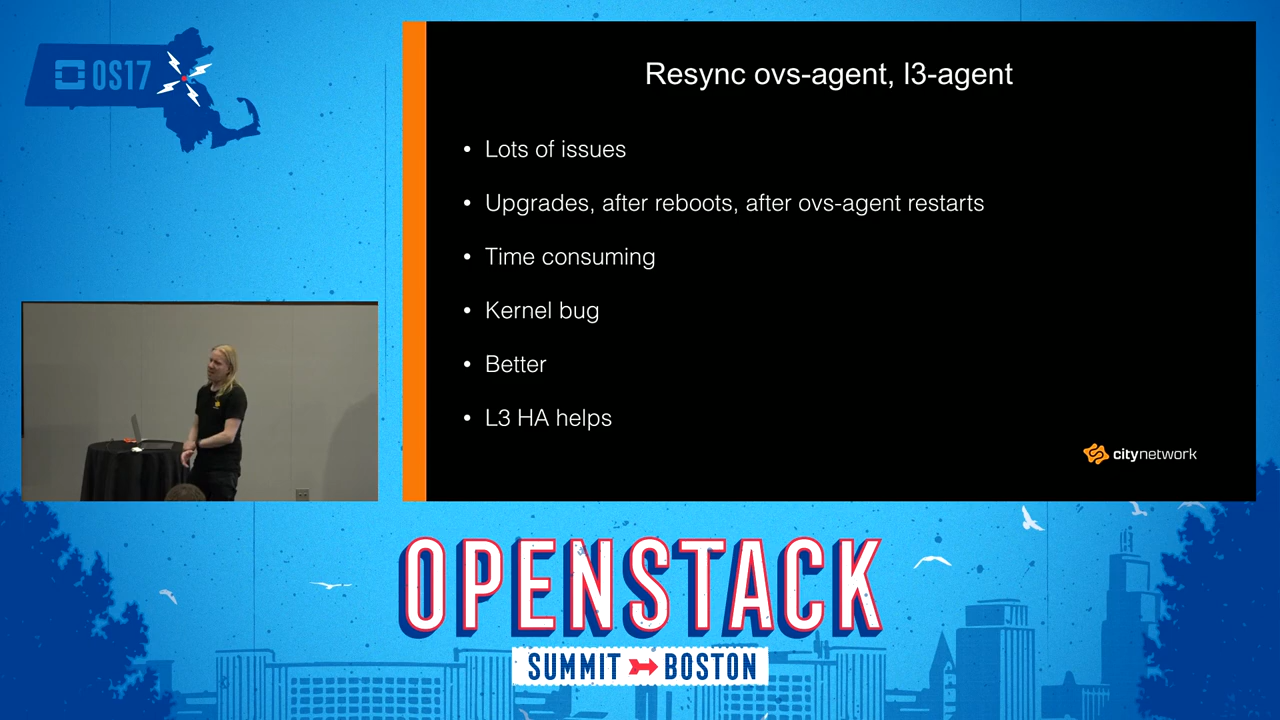 OS17
Resync ovs-agent, l3-agent
• Lots of issues
• Upgrades, after reboots, after ovs-agent restarts
• Time consuming
• Kernel bug
• Better
• L3 HA helps
citynetwork
OPENSTACK
SUMMIT BOSTON